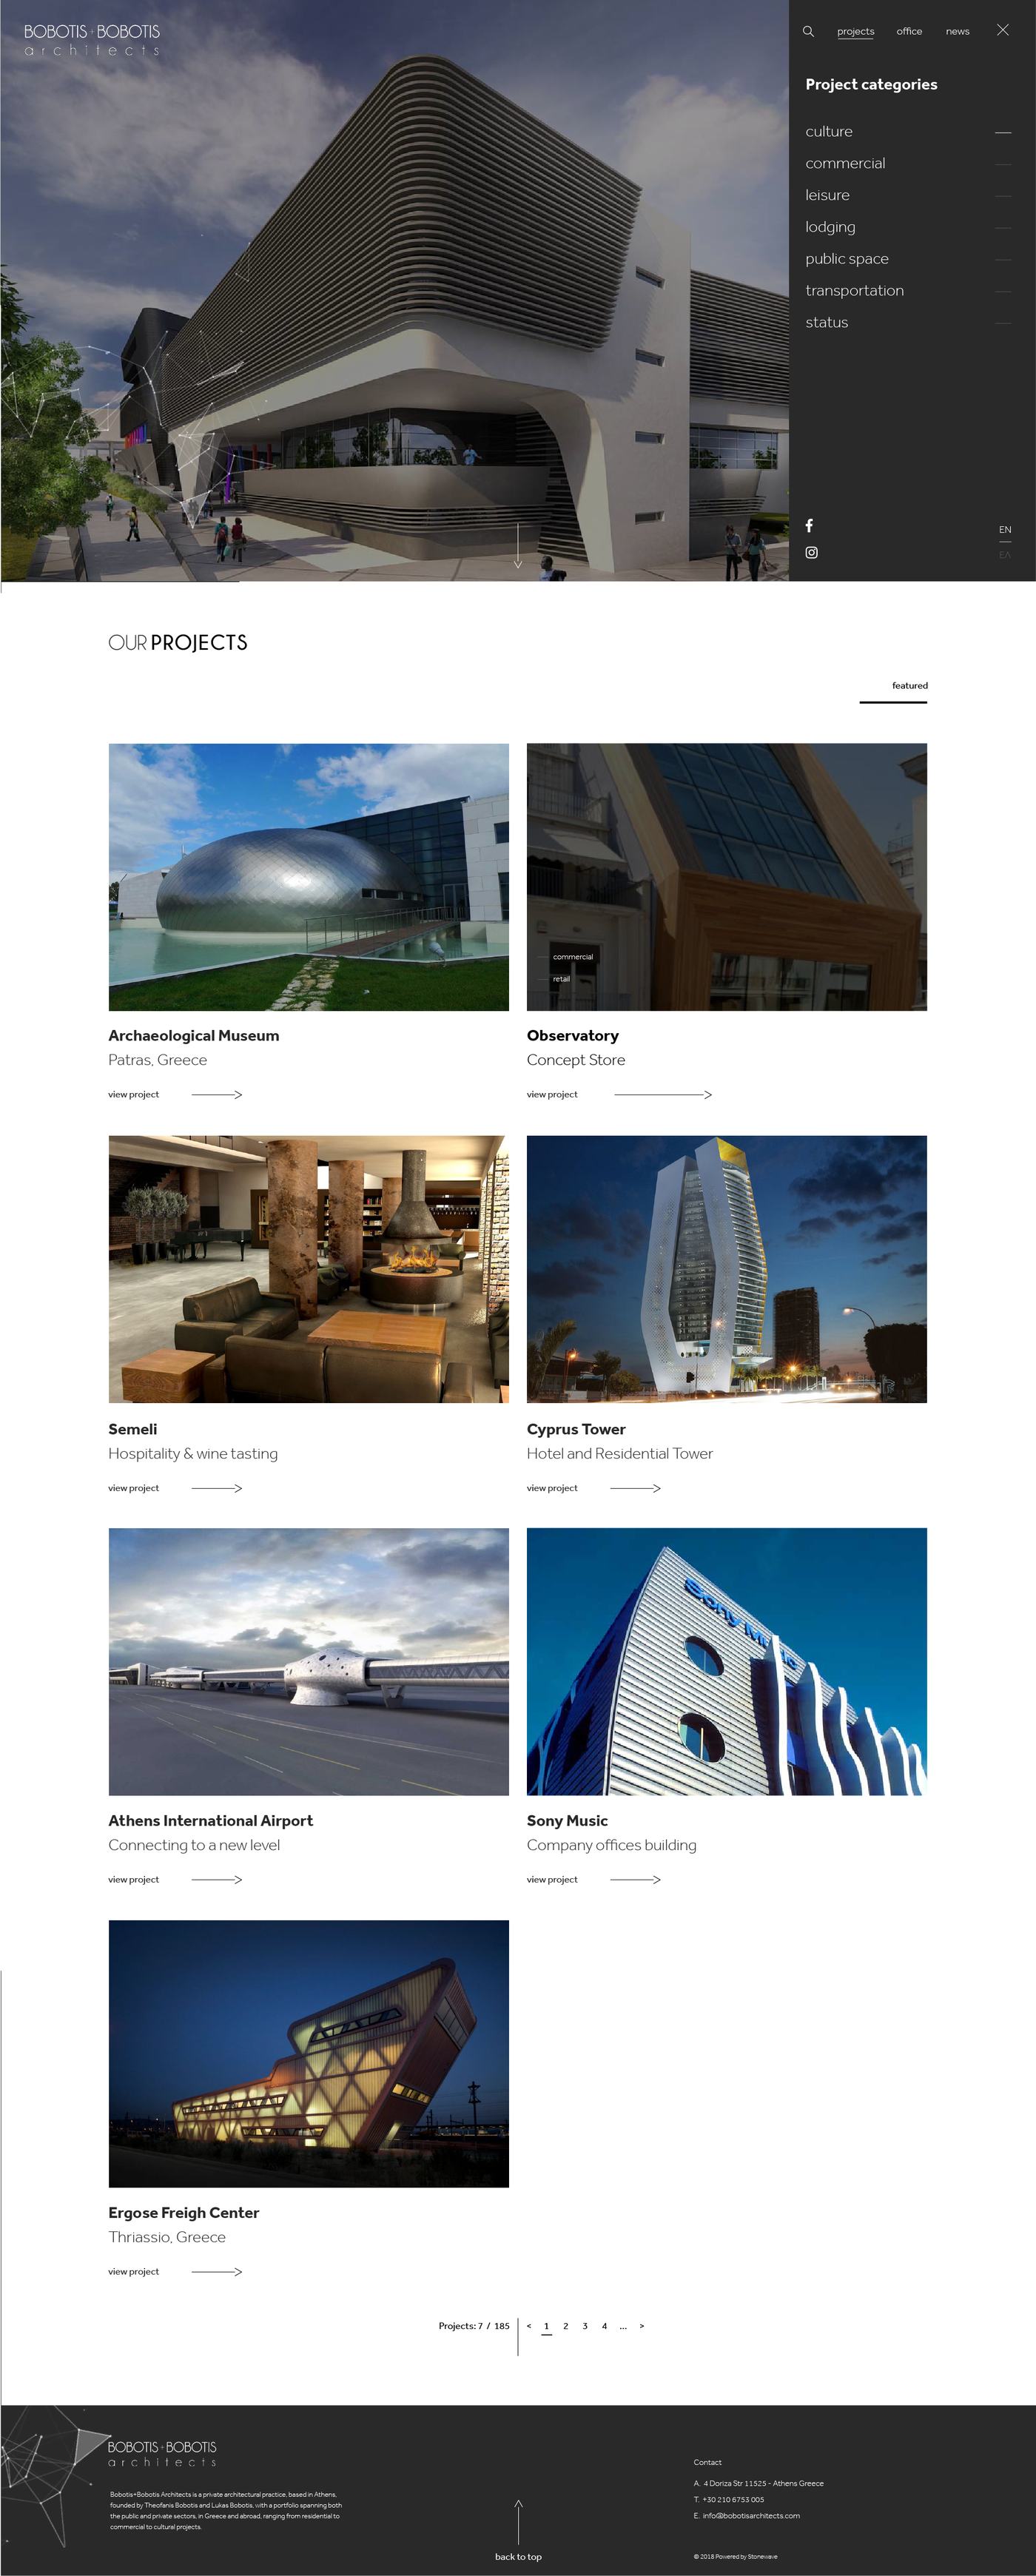 BOBOTIS + BOBOTIS
architects
projects office news
Project categories
culture
commercial
leisure
lodging
public space
transportation
status
EN
ΕΛ
OUR PROJECTS
featured
commercial
retail
Archaeological Museum
Patras, Greece
view project
Observatory
Concept Store
view project
Semeli
Hospitality & wine tasting
view project
Cyprus Tower
Hotel and Residential Tower
view project
Sony
Athens International Airport
Connecting to a new level
view project
Sony Music
Company offices building
view project
Ergose Freigh Center
Thriassio, Greece
view project
Projects: 7 / 185 < 1 2 3 4 ... >
BOBOTIS + BOBOTIS
architects
Bobotis+Bobotis Architects is a private architectural practice, based in Athens,
founded by Theofanis Bobotis and Lukas Bobotis, with a portfolio spanning both
the public and private sectors, in Greece and abroad, ranging from residential to
commercial to cultural projects.
back to top
Contact
A. 4 Doriza Str 11525 - Athens Greece
T. +30 210 6753 005
E. info@bobotisarchitects.com
© 2018 Powered by Stonewave